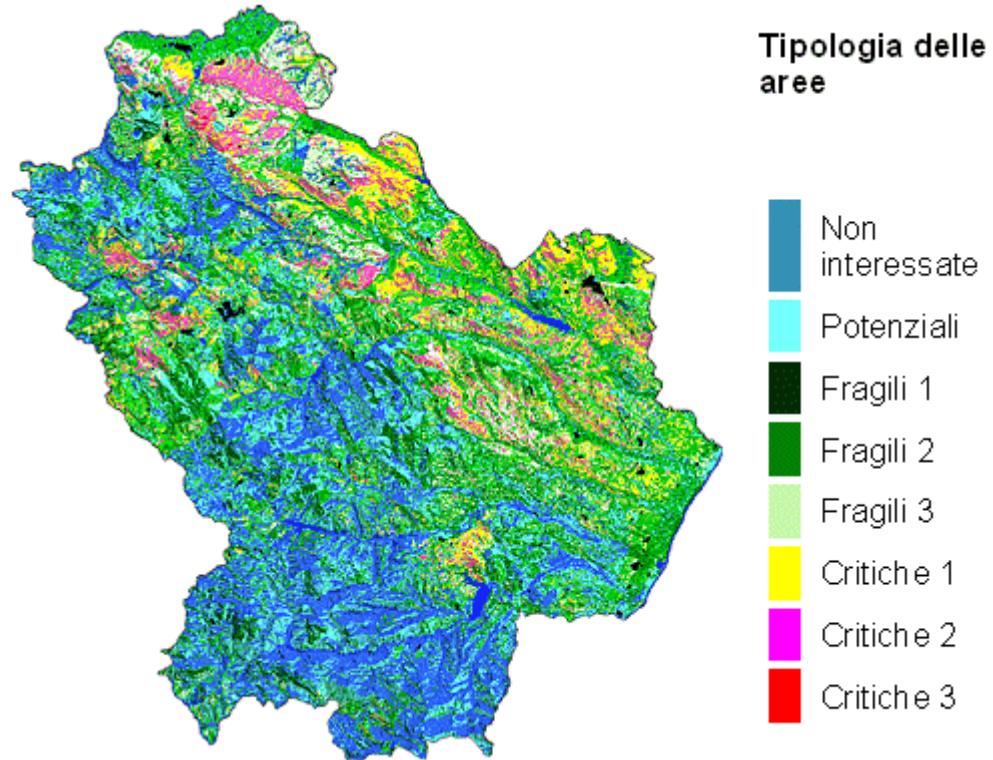 Tipologia delle
aree
Non
interessate
Potenziali
Fragili 1
Fragili 2
Fragili 3
Critiche 1
Critiche 2
Critiche 3